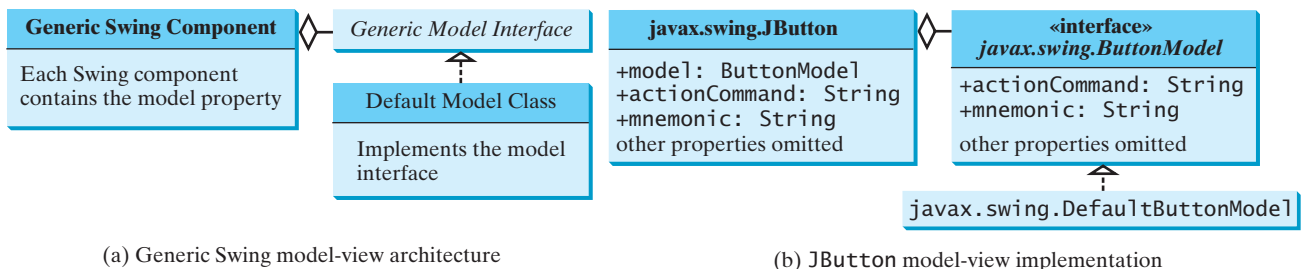 Generic Swing Component
Each Swing component
contains the model property
Generic Model Interface
Default Model Class
Implements the model
interface
(a) Generic Swing model-view architecture
javax.swing.JButton
+model: ButtonModel
+actionCommand: String
+mnemonic: String
other properties omitted
«interface»
javax.swing.ButtonModel
+actionCommand: String
+mnemonic: String
other properties omitted
javax.swing.DefaultButtonModel
(b) JButton model-view implementation